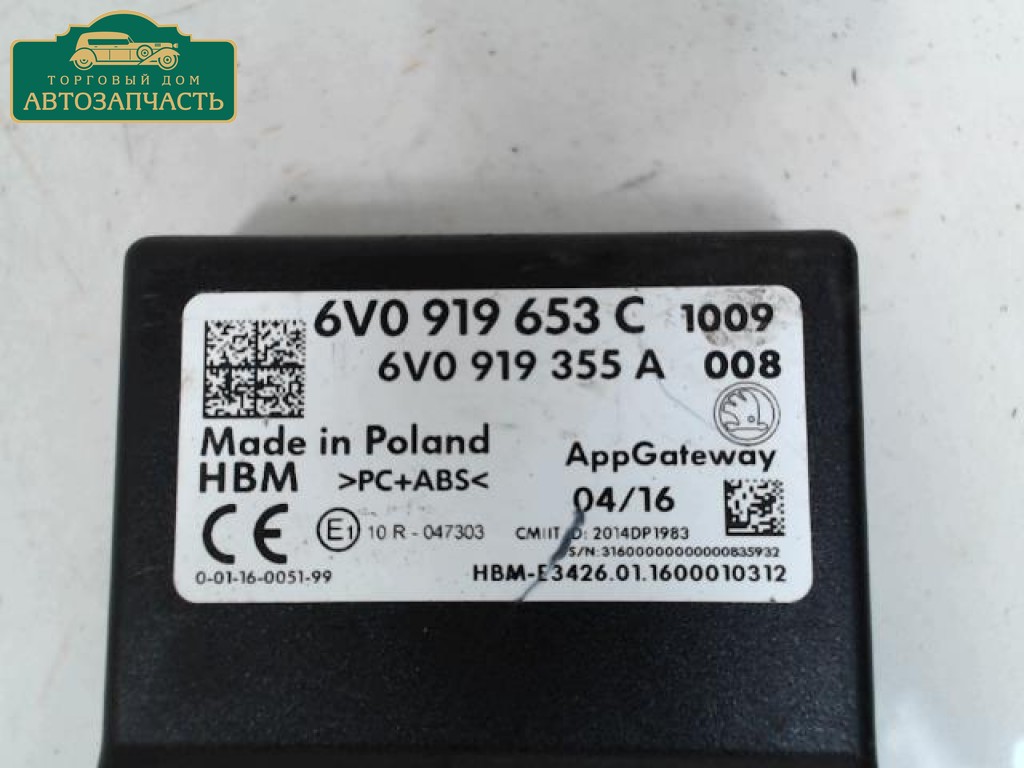 ТОРГОВЫЙ ДОМ
АВТОЗАПЧАСТЬ
6V0 919 653 C 1009
6V0 919 355 A 008
Made in Poland
HBM >PC+ABS<
AppGateway
04/16
CE E1 10 R - 047303
CMIIT ID: 2014DP1983
S/N: 31600000000000000835932
0-01-16-0051-99
HBM-E3426.01.1600010312